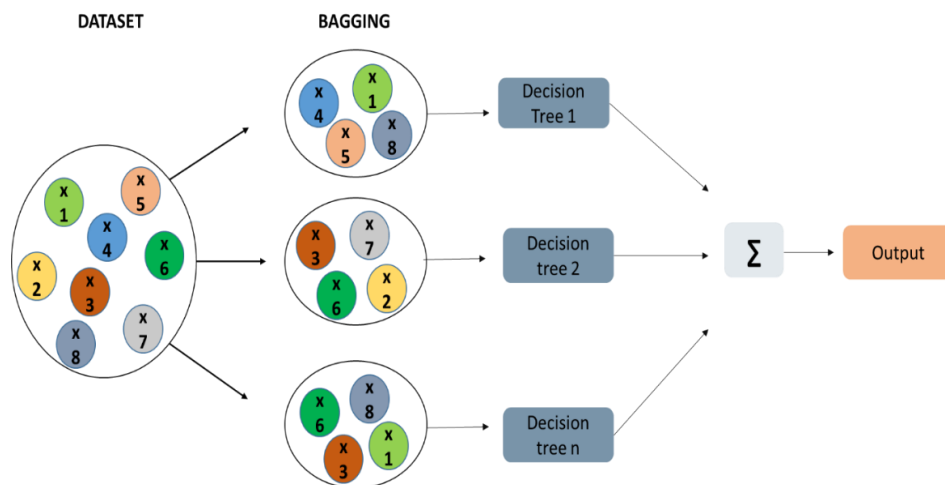 DATASET
BAGGING
x
1
x
5
x
4
x
6
x
2
x
3
x
7
x
8
x
4
x
1
x
5
x
8
Decision
Tree 1
x
3
x
7
x
6
x
2
Decision
tree 2
x
6
x
8
x
3
x
1
Decision
tree n
Σ
Output